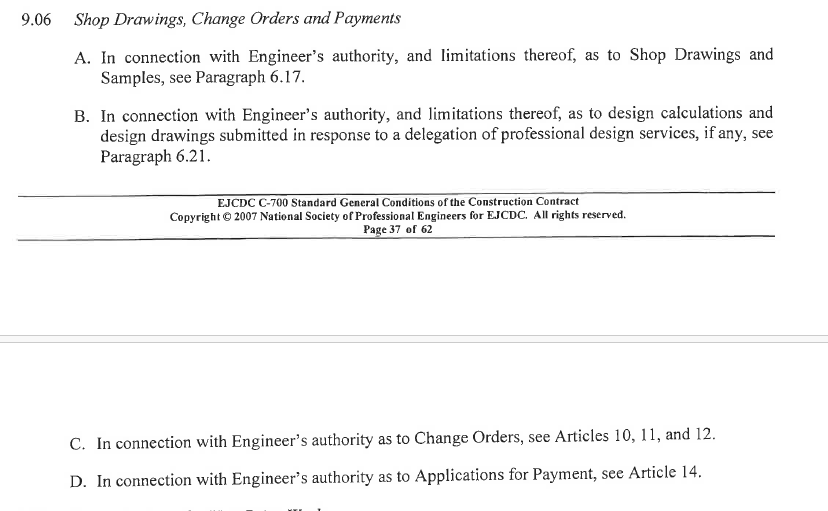 9.06 Shop Drawings, Change Orders and Payments
A. In connection with Engineer's authority, and limitations thereof, as to Shop Drawings and
Samples, see Paragraph 6.17.
B. In connection with Engineer's authority, and limitations thereof, as to design calculations and
design drawings submitted in response to a delegation of professional design services, if any, see
Paragraph 6.21.
EJCDC C-700 Standard General Conditions of the Construction Contract
Copyright © 2007 National Society of Professional Engineers for EJCDC. All rights reserved.
Page 37 of 62
C. In connection with Engineer's authority as to Change Orders, see Articles 10, 11, and 12.
D. In connection with Engineer's authority as to Applications for Payment, see Article 14.